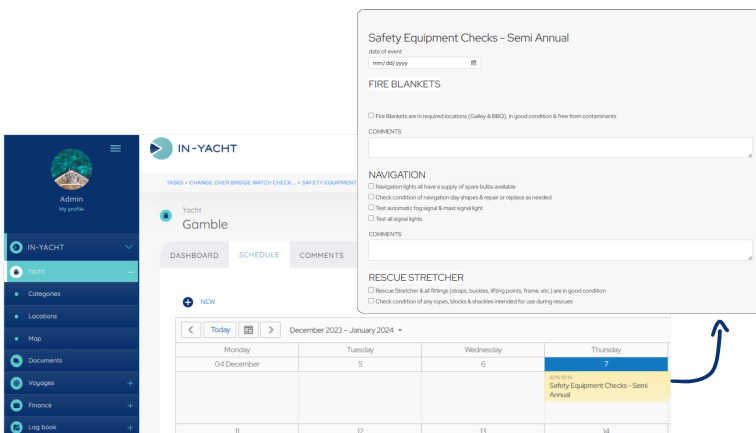 Safety Equipment Checks - Semi Annual
date of event
mm/dd/yyyy
FIRE BLANKETS
Fire Blankets are in required locations (Galley & BBQ), in good condition & free from contaminants
COMMENTS
NAVIGATION
Navigation lights all have a supply of spare bulbs available
Check condition of navigation day shapes & repair or replace as needed
Test automatic fog signal & mast signal light
Test all signal lights
COMMENTS
RESCUE STRETCHER
Rescue Stretcher & all fittings (straps, buckles, lifting points, frame, etc.) are in good condition
Check condition of any ropes, blocks & shackles intended for use during rescues
Admin
My profile
IN-YACHT
Yacht
Categories
Locations
Map
Documents
Voyages
Finance
Log book
IN-YACHT
TASKS > CHANGE OVER BRIDGE WATCH CHECK... > SAFETY EQUIPMENT
Yacht
Gamble
DASHBOARD SCHEDULE COMMENTS
NEW
Today December 2023 – January 2024
Monday Tuesday Wednesday Thursday
04 December 5 6 7
10:15 10:15
Safety Equipment Checks - Semi
Annual
11 12 13 14